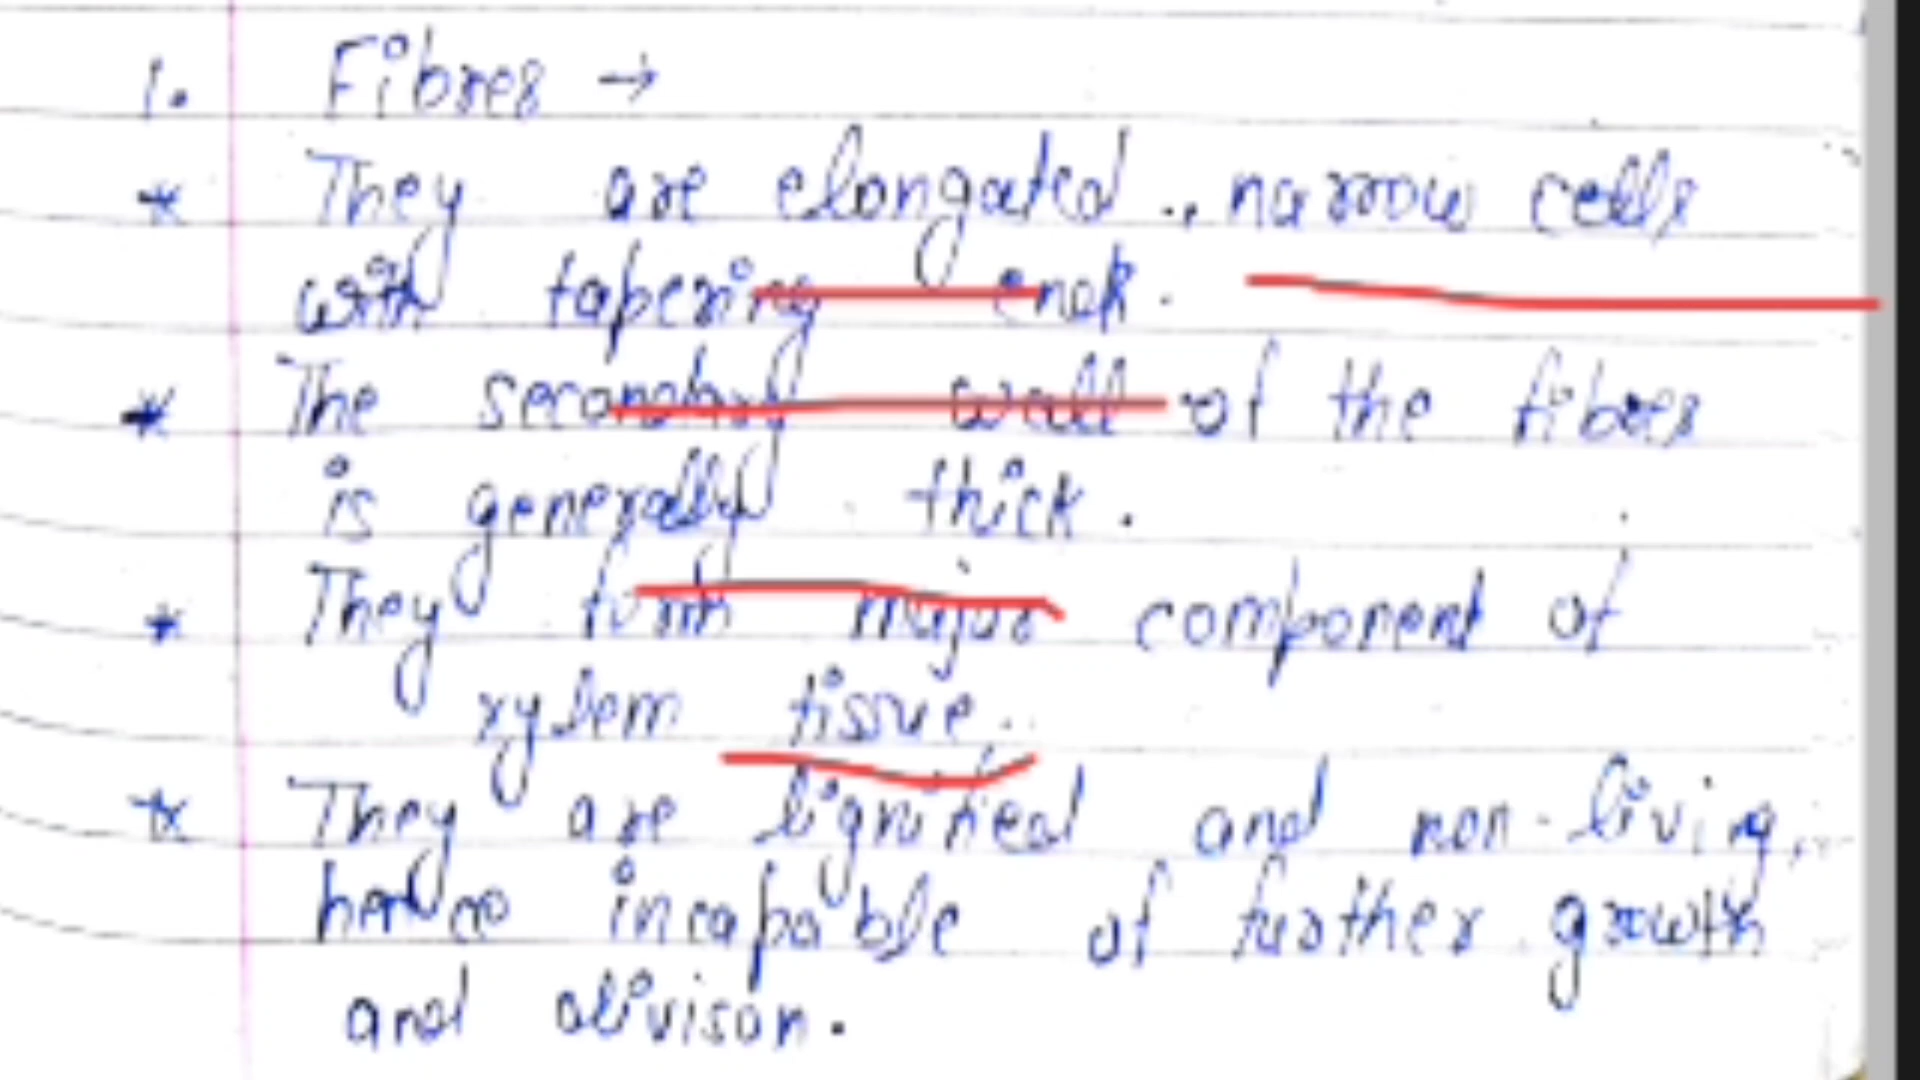 1. Fibres →
* They are elongated, narrow cells
with tapering ends.
* The secondary wall of the fibres
is generally thick.
* They form major component of
xylem tissue.
* They are lignified and non-living,
hence incapable of further growth
and divison.